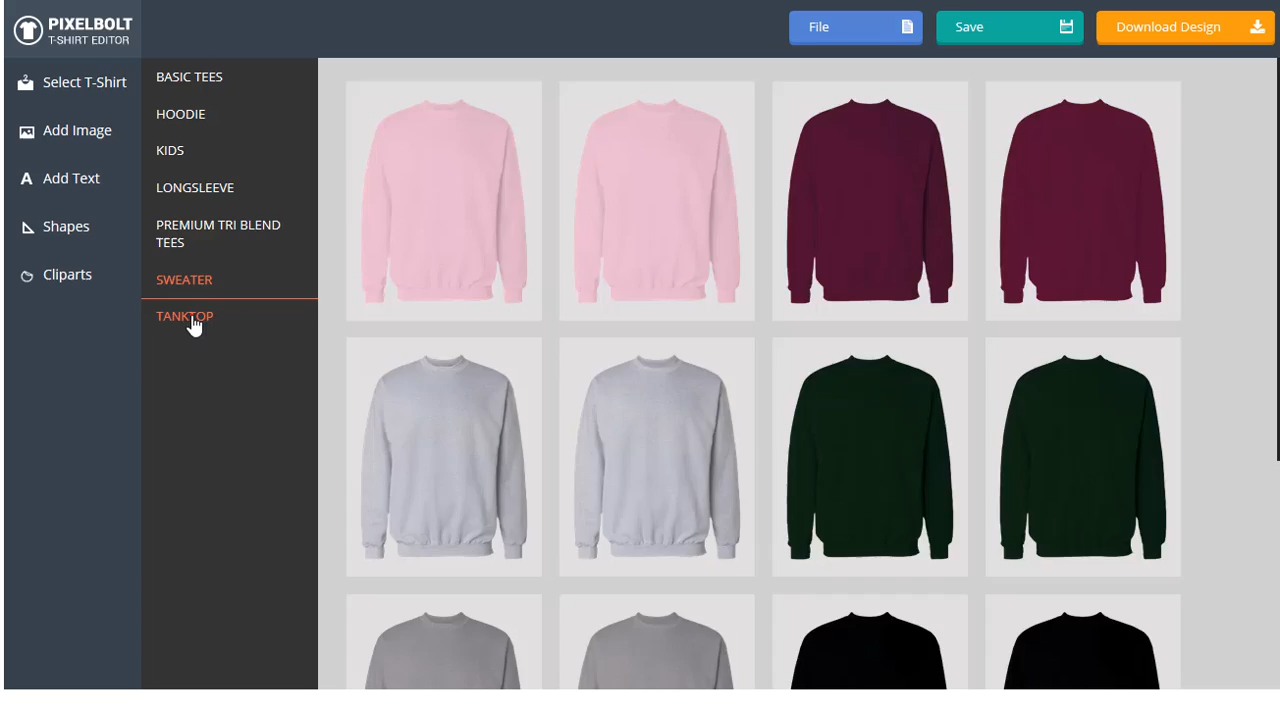 PIXELBOLT
T-SHIRT EDITOR
File
Save
Download Design
Select T-Shirt
Add Image
Add Text
Shapes
Cliparts
BASIC TEES
HOODIE
KIDS
LONGSLEEVE
PREMIUM TRI BLEND
TEES
SWEATER
TANKTOP